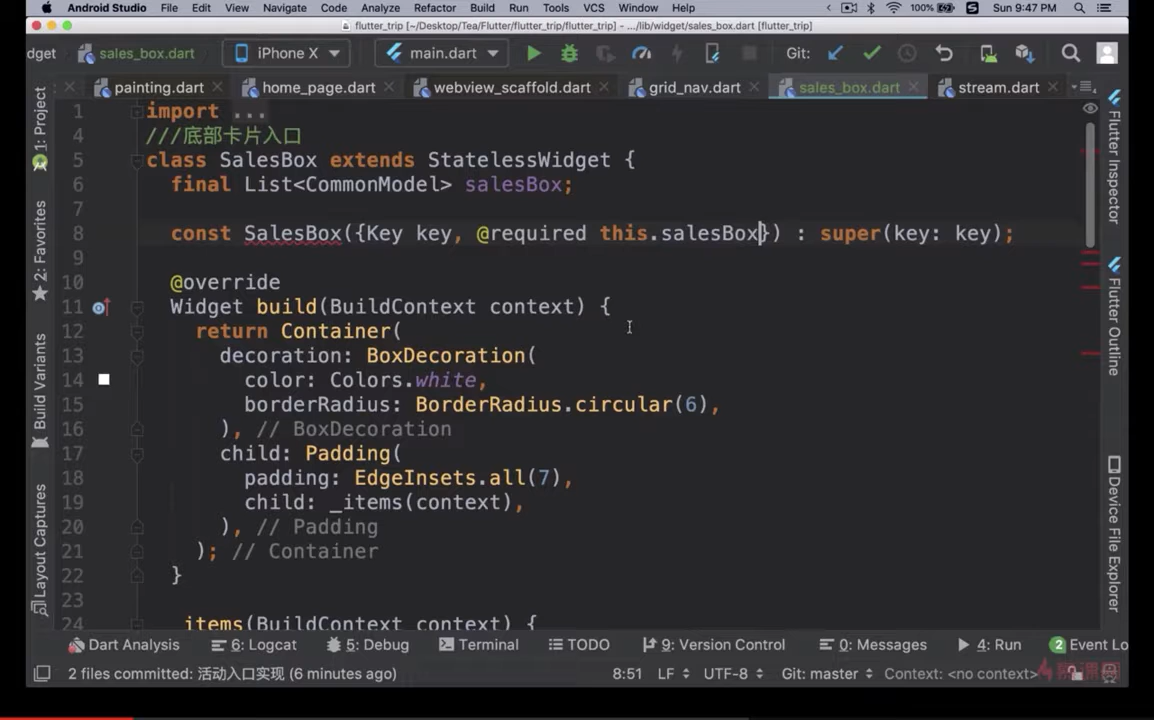 Android Studio File Edit View Navigate Code Analyze Refactor Build Run Tools VCS Window Help 100% Sun 9:47 PM
flutter_trip [~/Desktop/Tea/Flutter/flutter_trip/flutter_trip] - .../lib/widget/sales_box.dart [flutter_trip]
dget sales_box.dart iPhone X main.dart Git:
painting.dart home_page.dart webview_scaffold.dart grid_nav.dart sales_box.dart stream.dart
1 import ...
4 ///底部卡片入口
5 class SalesBox extends StatelessWidget {
6 final List<CommonModel> salesBox;
7
8 const SalesBox({Key key, @required this.salesBox}) : super(key: key);
9
10 @override
11 Widget build(BuildContext context) {
12 return Container(
13 decoration: BoxDecoration(
14 color: Colors.white,
15 borderRadius: BorderRadius.circular(6),
16 ), // BoxDecoration
17 child: Padding(
18 padding: EdgeInsets.all(7),
19 child: _items(context),
20 ), // Padding
21 ); // Container
22 }
23
24 _items(BuildContext context) {
1: Project
2: Favorites
Build Variants
Layout Captures
Flutter Inspector
Flutter Outline
Device File Explorer
Dart Analysis 6: Logcat 5: Debug Terminal TODO 9: Version Control 0: Messages 4: Run 2 Event Lo
2 files committed: 活动入口实现 (6 minutes ago) 8:51 LF UTF-8 Git: master Context: <no context>